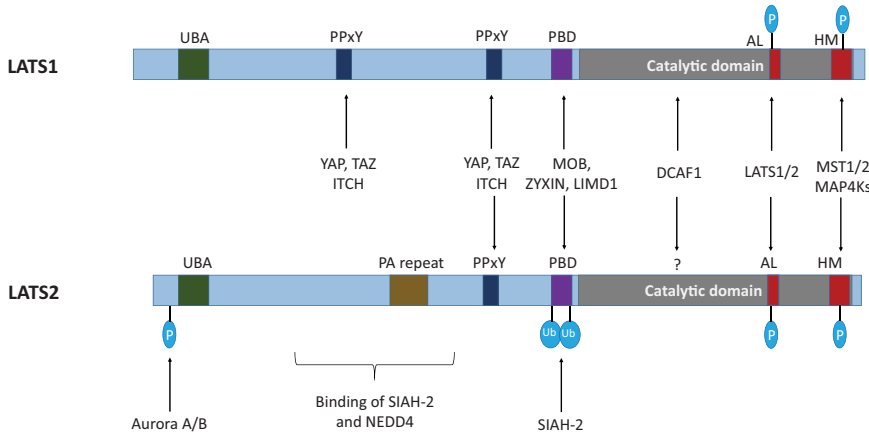 P P
UBA PPxY PPxY PBD AL HM
LATS1 Catalytic domain
YAP, TAZ YAP, TAZ MOB, DCAF1 LATS1/2 MST1/2
ITCH ITCH ZYXIN, LIMD1 MAP4Ks
UBA PA repeat PPxY PBD ? AL HM
LATS2 Catalytic domain
P Ub Ub P P
Binding of SIAH-2
and NEDD4
Aurora A/B SIAH-2